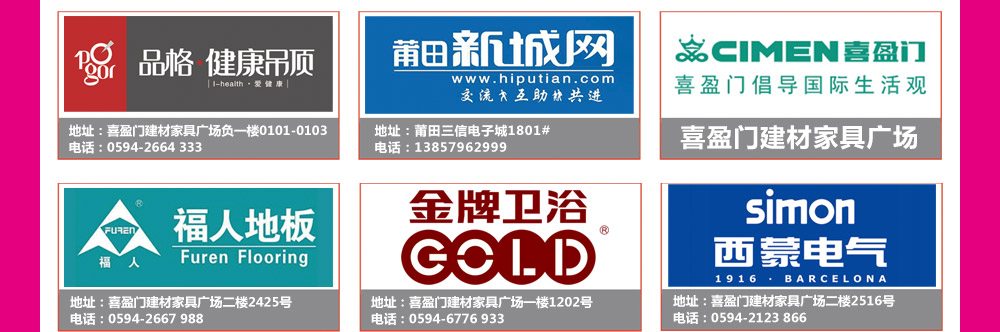 pogor
品格·健康吊顶
I-health·爱健康
地址：喜盈门建材家具广场负一楼0101-0103
电话：0594-2664 333
莆田新城网
www.hiputian.com
交流 互助 共进
地址：莆田三信电子城1801#
电话：13857962999
CIMEN喜盈门
喜盈门倡导国际生活观
喜盈门建材家具广场
FUREN
福人
®
福人地板
Furen Flooring
地址：喜盈门建材家具广场二楼2425号
电话：0594-2667 988
金牌卫浴
GOLD®
地址：喜盈门建材家具广场一楼1202号
电话：0594-6776 933
simon
西蒙电气
1916 · BARCELONA
地址：喜盈门建材家具广场二楼2516号
电话：0594-2123 866